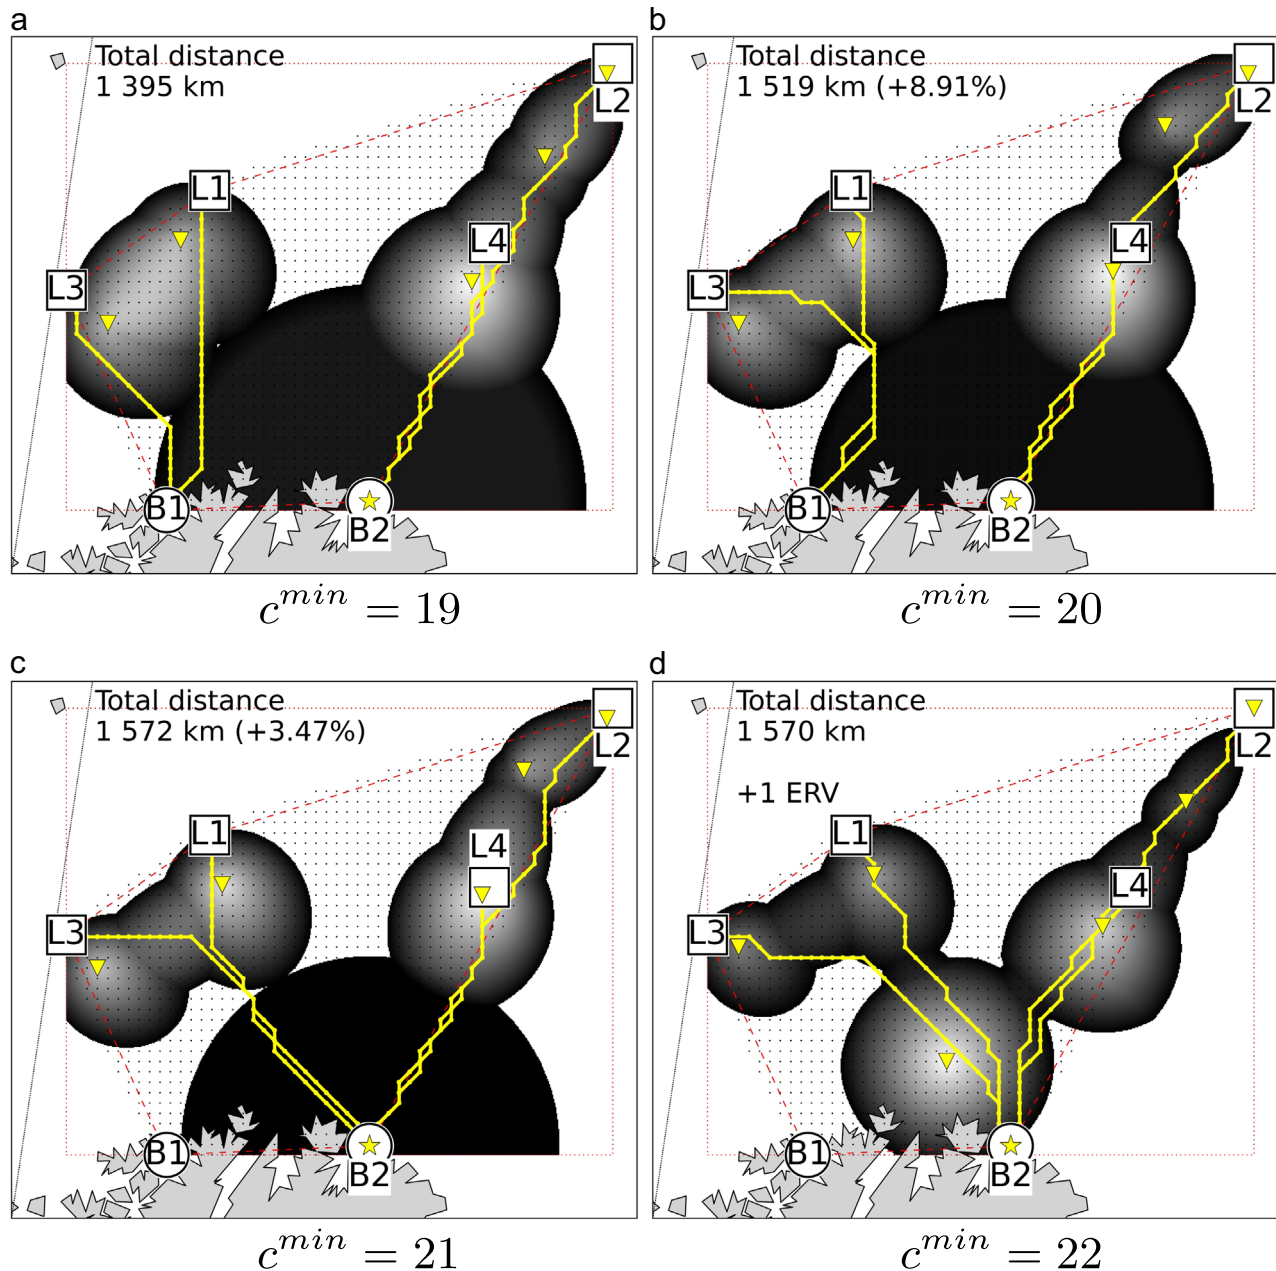 a
Total distance
1 395 km
L2
L1
L4
L3
B1
B2
c^{min} = 19
b
Total distance
1 519 km (+8.91%)
L2
L1
L4
L3
B1
B2
c^{min} = 20
c
Total distance
1 572 km (+3.47%)
L2
L1
L4
L3
B1
B2
c^{min} = 21
d
Total distance
1 570 km
L2
+1 ERV
L1
L4
L3
B1
B2
c^{min} = 22